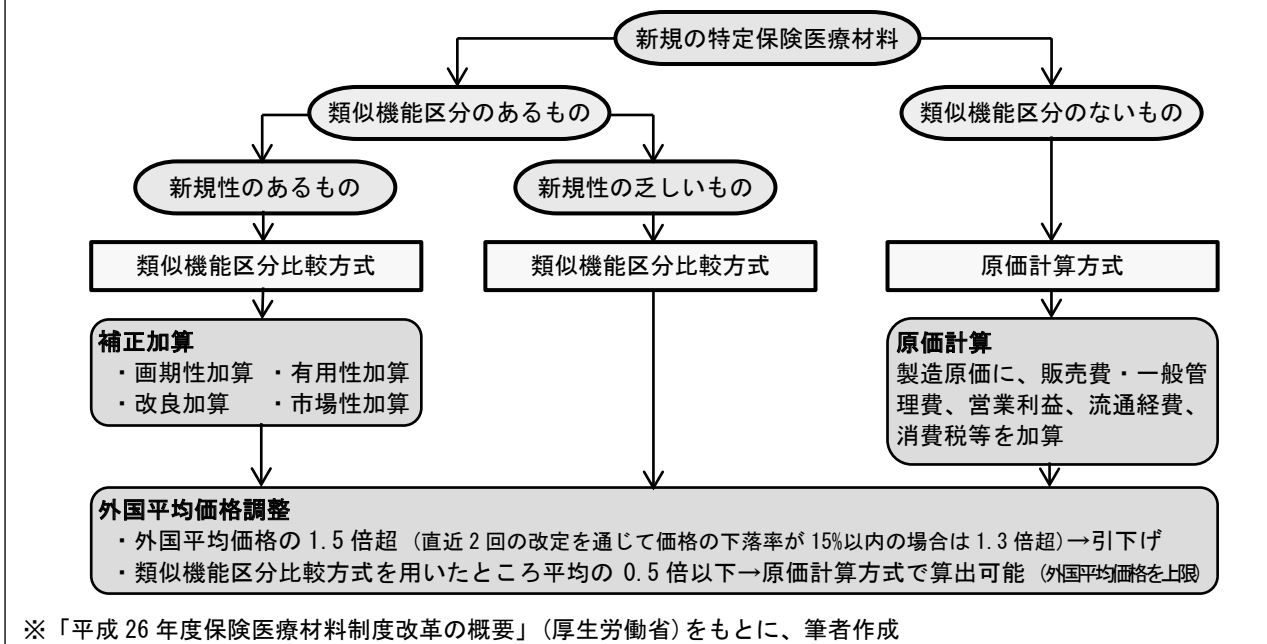 新規の特定保険医療材料
類似機能区分のあるもの
類似機能区分のないもの
新規性のあるもの
新規性の乏しいもの
類似機能区分比較方式
類似機能区分比較方式
原価計算方式
補正加算
・画期性加算 ・有用性加算
・改良加算 ・市場性加算
原価計算
製造原価に、販売費・一般管
理費、営業利益、流通経費、
消費税等を加算
外国平均価格調整
・外国平均価格の1.5倍超（直近2回の改定を通じて価格の下落率が15%以内の場合は1.3倍超）→引下げ
・類似機能区分比較方式を用いたところ平均の 0.5倍以下→原価計算方式で算出可能（外国平均価格を上限）
※「平成26年度保険医療材料制度改革の概要」（厚生労働省）をもとに、筆者作成